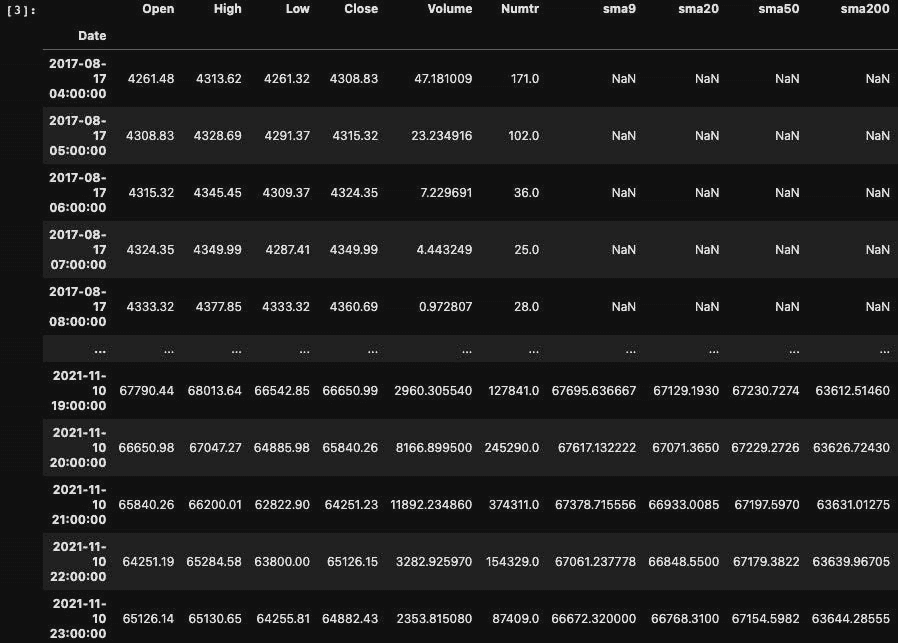 [3]: Open High Low Close Volume Numtr sma9 sma20 sma50 sma200
Date
2017-08-
17 4261.48 4313.62 4261.32 4308.83 47.181009 171.0 NaN NaN NaN NaN
04:00:00
2017-08-
17 4308.83 4328.69 4291.37 4315.32 23.234916 102.0 NaN NaN NaN NaN
05:00:00
2017-08-
17 4315.32 4345.45 4309.37 4324.35 7.229691 36.0 NaN NaN NaN NaN
06:00:00
2017-08-
17 4324.35 4349.99 4287.41 4349.99 4.443249 25.0 NaN NaN NaN NaN
07:00:00
2017-08-
17 4333.32 4377.85 4333.32 4360.69 0.972807 28.0 NaN NaN NaN NaN
08:00:00
... ... ... ... ... ... ... ... ... ... ...
2021-11-
10 67790.44 68013.64 66542.85 66650.99 2960.305540 127841.0 67695.636667 67129.1930 67230.7274 63612.51460
19:00:00
2021-11-
10 66650.98 67047.27 64885.98 65840.26 8166.899500 245290.0 67617.132222 67071.3650 67229.2726 63626.72430
20:00:00
2021-11-
10 65840.26 66200.01 62822.90 64251.23 11892.234860 374311.0 67378.715556 66933.0085 67197.5970 63631.01275
21:00:00
2021-11-
10 64251.19 65284.58 63800.00 65126.15 3282.925970 154329.0 67061.237778 66848.5500 67179.3822 63639.96705
22:00:00
2021-11-
10 65126.14 65130.65 64255.81 64882.43 2353.815080 87409.0 66672.320000 66768.3100 67154.5982 63644.28555
23:00:00